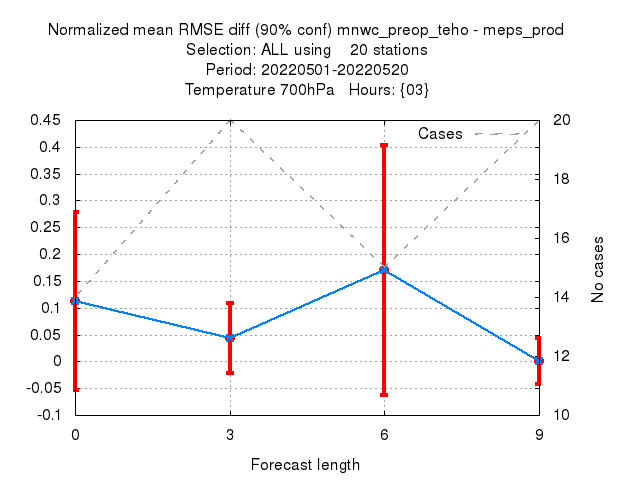 Normalized mean RMSE diff (90% conf) mnwc_preop_teho - meps_prod
Selection: ALL using    20 stations
Period: 20220501-20220520
Temperature 700hPa   Hours: {03}
Cases
0.45
0.4
0.35
0.3
0.25
0.2
0.15
0.1
0.05
0
-0.05
-0.1
20
18
16
14
12
10
No cases
0 3 6 9
Forecast length